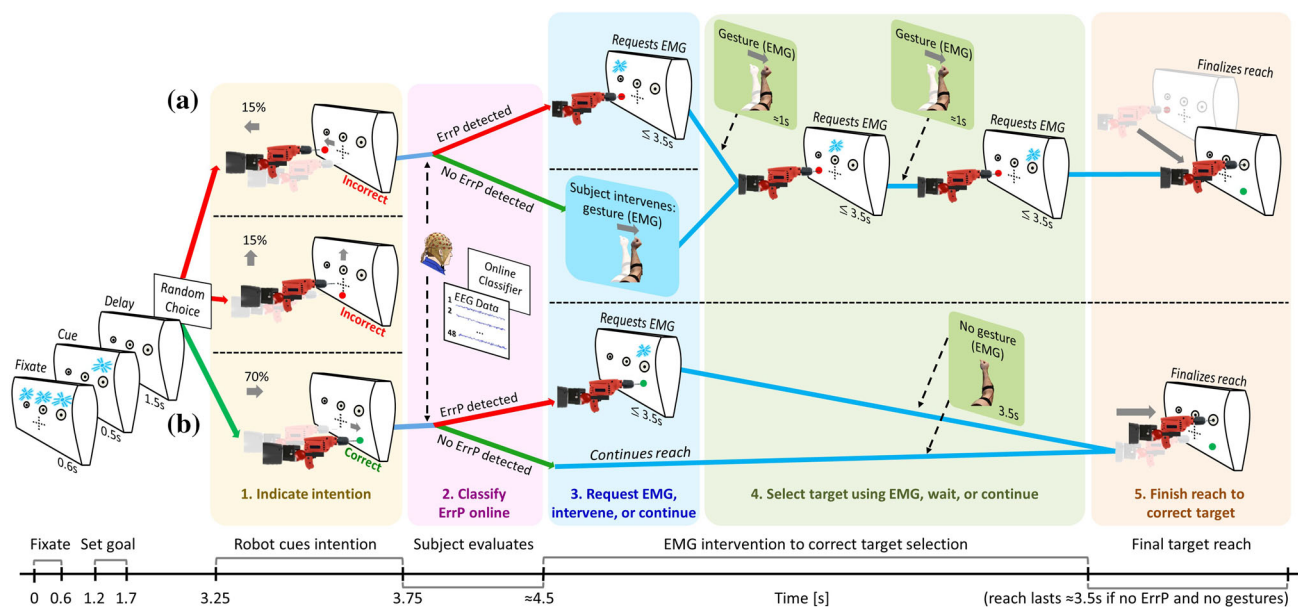 (a)
15%
Incorrect
15%
Incorrect
Random
Choice
Delay
1.5s
Cue
0.5s
Fixate
0.6s
(b)
70%
Correct
1. Indicate intention
ErrP detected
No ErrP detected
Online
Classifier
EEG Data
1
2
...
48
ErrP detected
No ErrP detected
2. Classify
ErrP online
Requests EMG
≤ 3.5s
Subject intervenes:
gesture (EMG)
Requests EMG
≤ 3.5s
Continues reach
3. Request EMG,
intervene, or continue
Gesture (EMG)
≈1s
Requests EMG
≤ 3.5s
Gesture (EMG)
≈1s
Requests EMG
≤ 3.5s
No gesture
(EMG)
3.5s
4. Select target using EMG, wait, or continue
Finalizes reach
Finalizes reach
5. Finish reach to
correct target
Fixate
Set goal
Robot cues intention
Subject evaluates
EMG intervention to correct target selection
Final target reach
0
0.6
1.2
1.7
3.25
3.75
≈4.5
Time [s]
(reach lasts ≈3.5s if no ErrP and no gestures)